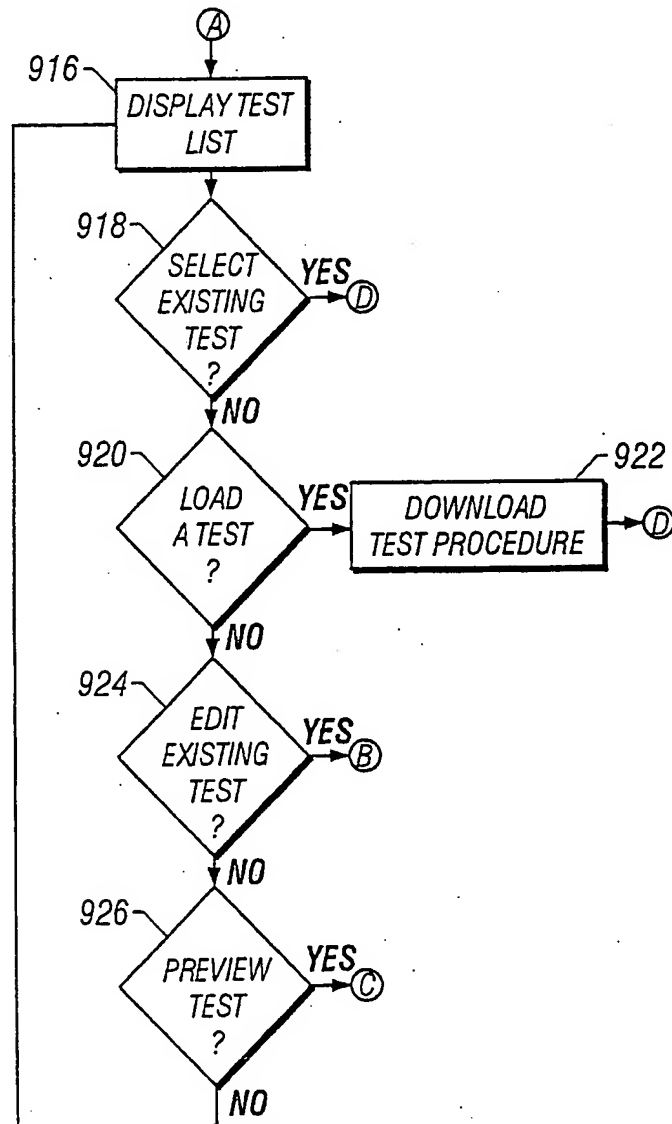 A
916
DISPLAY TEST
LIST
918
SELECT
EXISTING
TEST
?
YES
D
NO
920
LOAD
A TEST
?
YES
922
DOWNLOAD
TEST PROCEDURE
D
NO
924
EDIT
EXISTING
TEST
?
YES
B
NO
926
PREVIEW
TEST
?
YES
C
NO